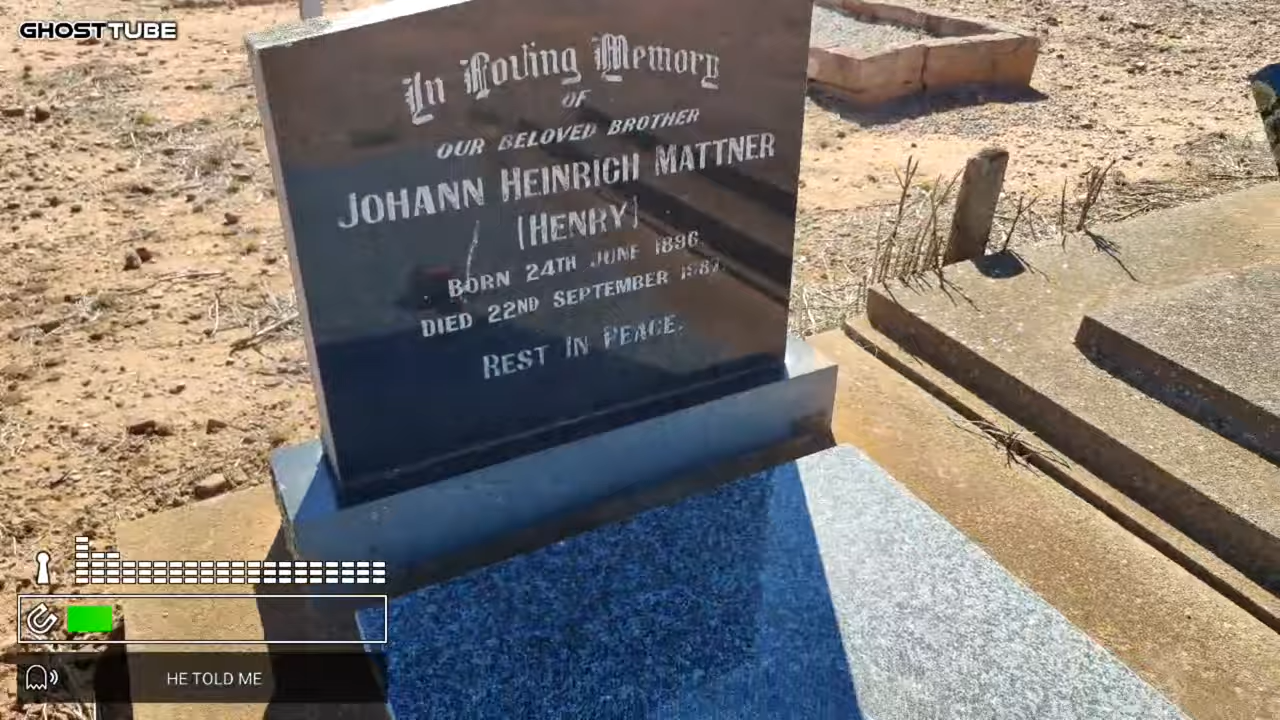 GHOSTTUBE
In Loving Memory
OF
OUR BELOVED BROTHER
JOHANN HEINRICH MATTNER
(HENRY)
BORN 24TH JUNE 1896.
DIED 22ND SEPTEMBER 1987.
REST IN PEACE.
HE TOLD ME